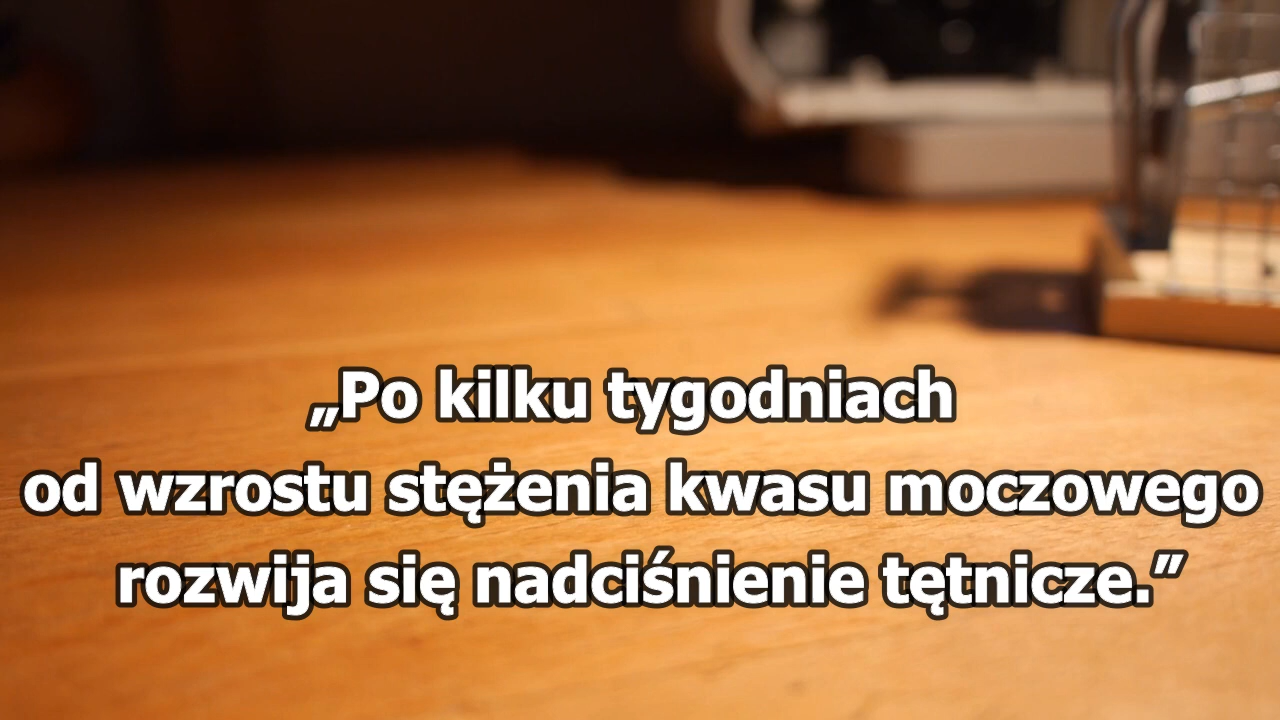 „Po kilku tygodniach
od wzrostu stężenia kwasu moczowego
rozwija się nadciśnienie tętnicze.”